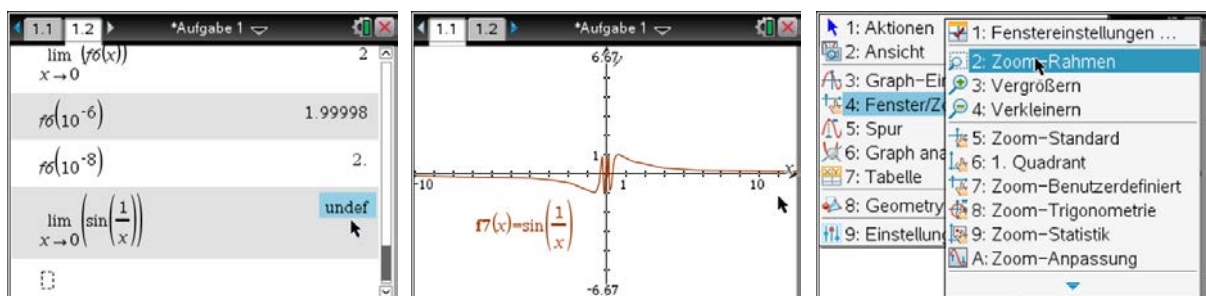 1.1 1.2 *Aufgabe 1
lim (f6(x)) 2
x→0
f6(10^-6) 1.99998
f6(10^-8) 2.
lim (sin(1/x)) undef
x→0
1.1 1.2 *Aufgabe 1
6.67 y
1
x
-10 1 10
f7(x)=sin(1/x)
-6.67
1: Aktionen
2: Ansicht
3: Graph-Ei
4: Fenster/Z
5: Spur
6: Graph ana
7: Tabelle
8: Geometry
9: Einstellun
1: Fenstereinstellungen ...
2: Zoom-Rahmen
3: Vergrößern
4: Verkleinern
5: Zoom-Standard
6: 1. Quadrant
7: Zoom-Benutzerdefiniert
8: Zoom-Trigonometrie
9: Zoom-Statistik
A: Zoom-Anpassung